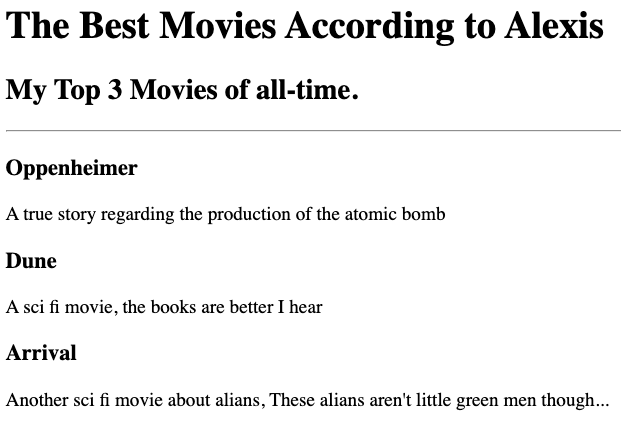 The Best Movies According to Alexis
My Top 3 Movies of all-time.
Oppenheimer
A true story regarding the production of the atomic bomb
Dune
A sci fi movie, the books are better I hear
Arrival
Another sci fi movie about alians, These alians aren't little green men though...